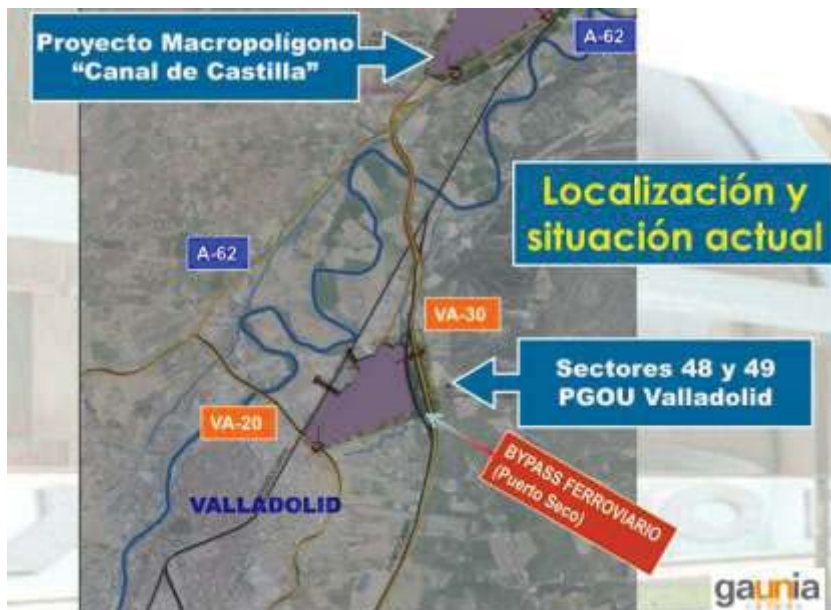 Proyecto Macropolígono
“Canal de Castilla”
A-62
Localización y
situación actual
A-62
VA-30
Sectores 48 y 49
PGOU Valladolid
VA-20
BYPASS FERROVIARIO
(Puerto Seco)
VALLADOLID
gaunia